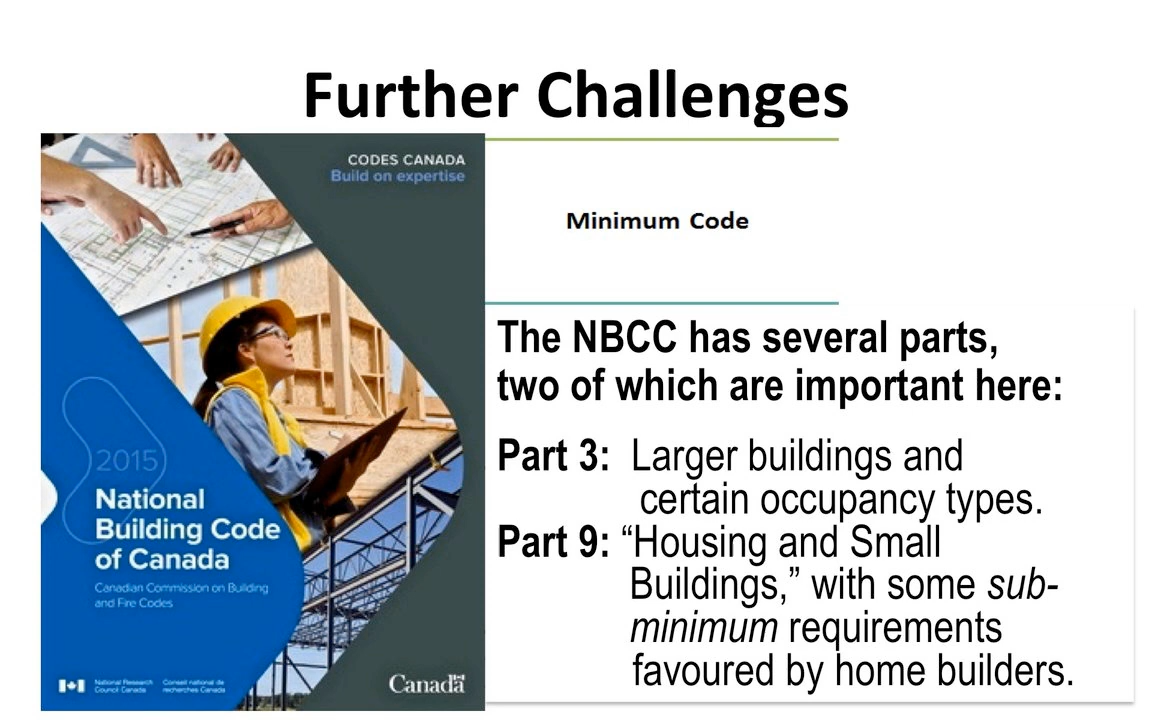 Further Challenges
CODES CANADA
Build on expertise
Minimum Code
2015
National
Building Code
of Canada
Canadian Commission on Building
and Fire Codes
National Research
Council Canada
Conseil national de
recherches Canada
Canada
The NBCC has several parts,
two of which are important here:
Part 3: Larger buildings and
certain occupancy types.
Part 9: “Housing and Small
Buildings,” with some sub-
minimum requirements
favoured by home builders.